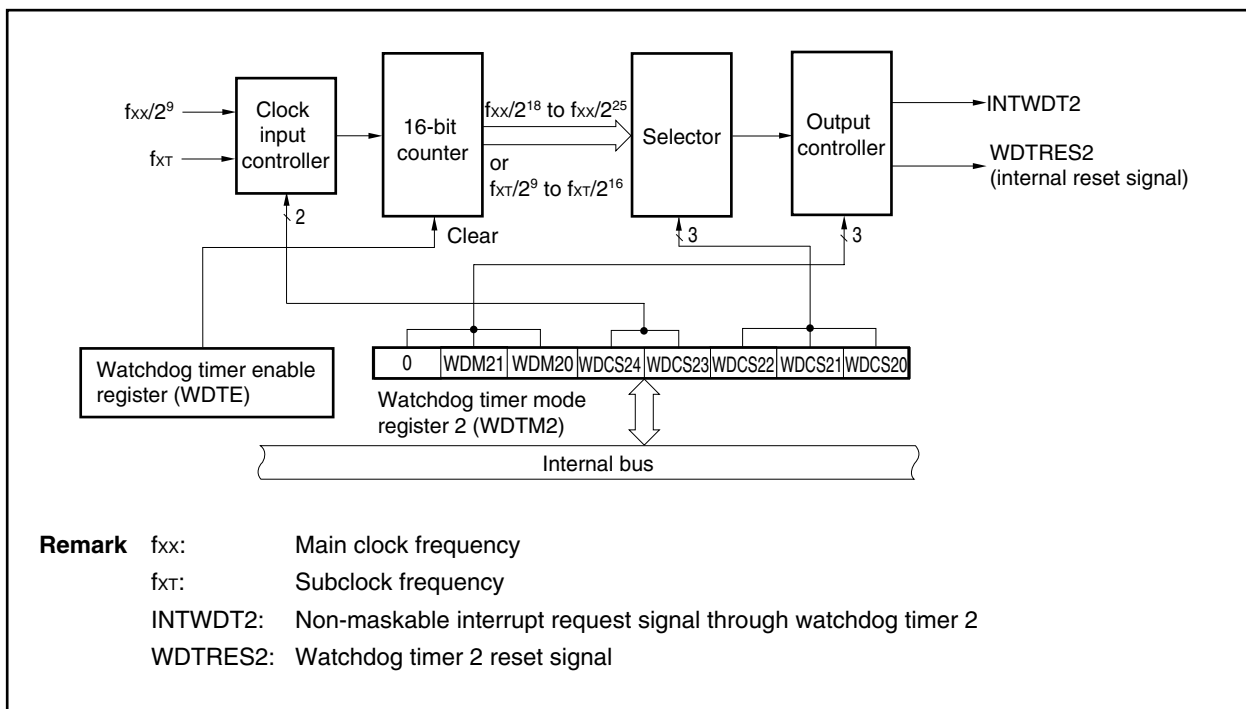 fXX/2⁹
fXT
Clock
input
controller
2
16-bit
counter
Clear
fXX/2¹⁸ to fXX/2²⁵
or
fXT/2⁹ to fXT/2¹⁶
Selector
3
Output
controller
3
INTWDT2
WDTRES2
(internal reset signal)
Watchdog timer enable
register (WDTE)
0 WDM21 WDM20 WDCS24 WDCS23 WDCS22 WDCS21 WDCS20
Watchdog timer mode
register 2 (WDTM2)
Internal bus
Remark fXX: Main clock frequency
fXT: Subclock frequency
INTWDT2: Non-maskable interrupt request signal through watchdog timer 2
WDTRES2: Watchdog timer 2 reset signal